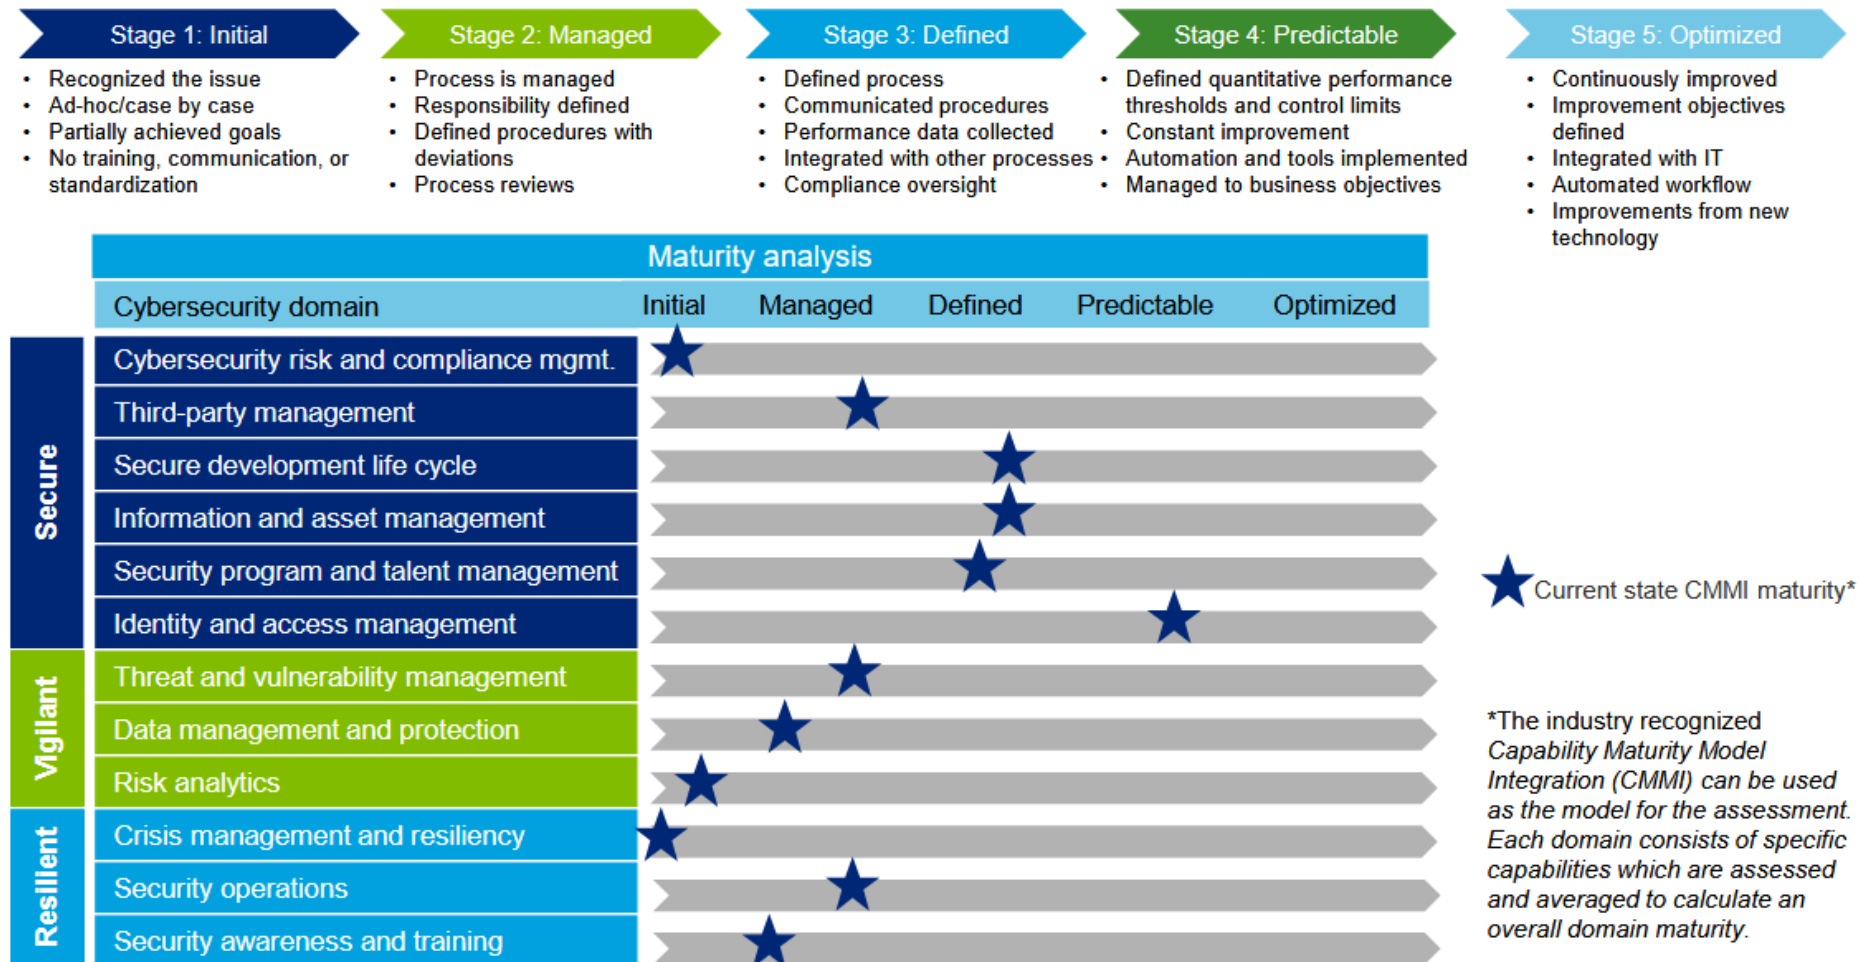 Stage 1: Initial
Stage 2: Managed
Stage 3: Defined
Stage 4: Predictable
Stage 5: Optimized
• Recognized the issue
• Ad-hoc/case by case
• Partially achieved goals
• No training, communication, or
standardization
• Process is managed
• Responsibility defined
• Defined procedures with
deviations
• Process reviews
• Defined process
• Communicated procedures
• Performance data collected
• Integrated with other processes
• Compliance oversight
• Defined quantitative performance
thresholds and control limits
• Constant improvement
• Automation and tools implemented
• Managed to business objectives
• Continuously improved
• Improvement objectives
defined
• Integrated with IT
• Automated workflow
• Improvements from new
technology
Maturity analysis
Cybersecurity domain Initial Managed Defined Predictable Optimized
Secure
Cybersecurity risk and compliance mgmt.
Third-party management
Secure development life cycle
Information and asset management
Security program and talent management
Identity and access management
Vigilant
Threat and vulnerability management
Data management and protection
Risk analytics
Resilient
Crisis management and resiliency
Security operations
Security awareness and training
Current state CMMI maturity*
*The industry recognized
Capability Maturity Model
Integration (CMMI) can be used
as the model for the assessment.
Each domain consists of specific
capabilities which are assessed
and averaged to calculate an
overall domain maturity.